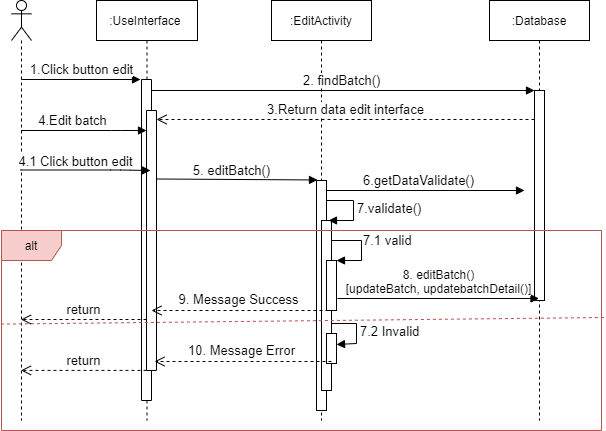 :UseInterface
:EditActivity
:Database
1.Click button edit
2. findBatch()
3.Return data edit interface
4.Edit batch
4.1 Click button edit
5. editBatch()
6.getDataValidate()
7.validate()
alt
7.1 valid
8. editBatch()
[updateBatch, updatebatchDetail()]
9. Message Success
return
7.2 Invalid
10. Message Error
return